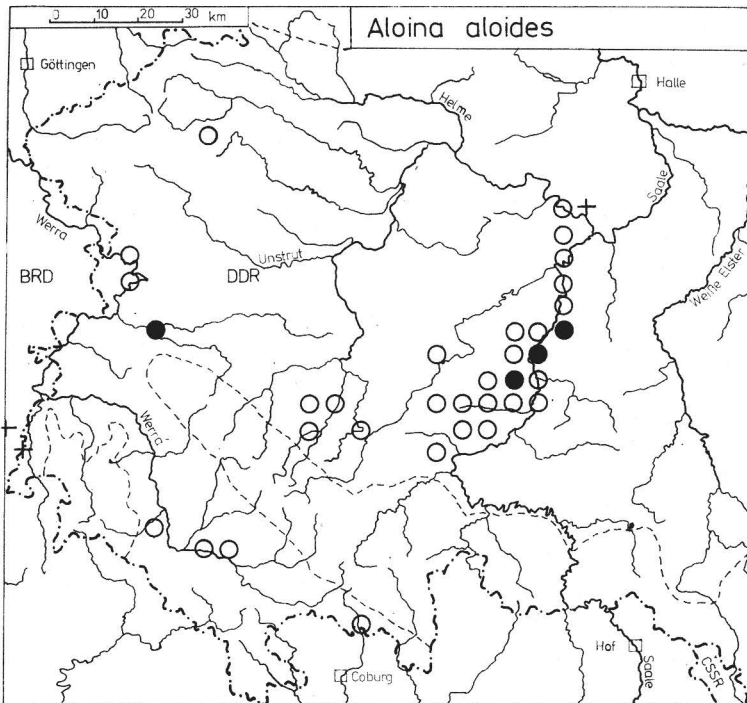 0 10 20 30 km
Aloina aloides
Göttingen
Halle
Helme
Saale
Werra
Unstrut
BRD
DDR
Weiße Elster
Werra
Hof
Saale
Coburg
CSSR